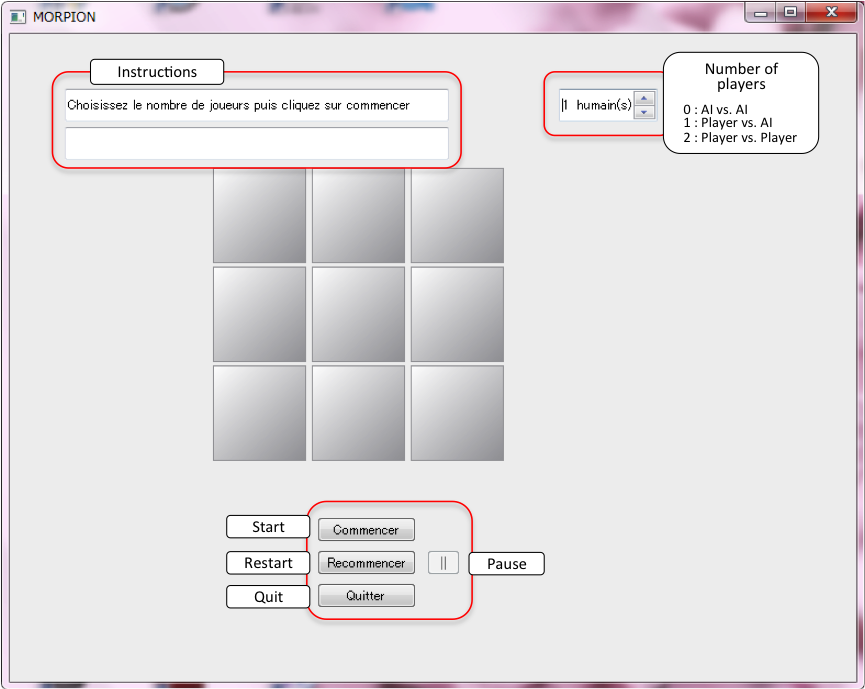 MORPION
Instructions
Choisissez le nombre de joueurs puis cliquez sur commencer
1 humain(s)
Number of
players
0 : AI vs. AI
1 : Player vs. AI
2 : Player vs. Player
Start
Commencer
Restart
Recommencer
||
Pause
Quit
Quitter